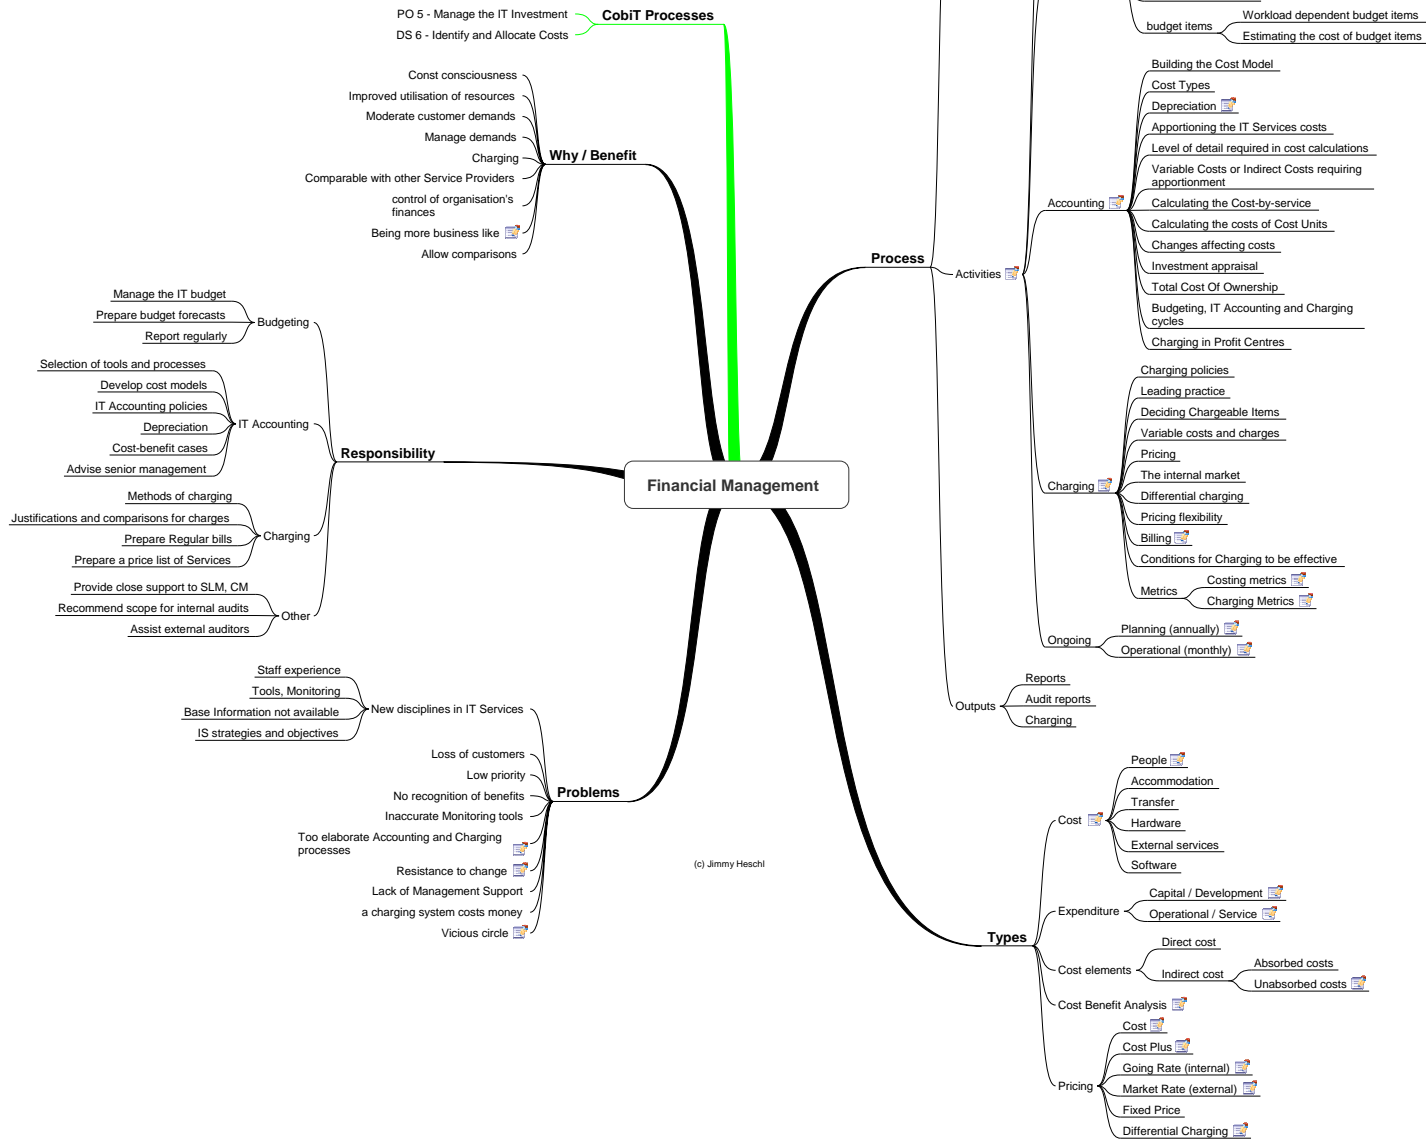 PO 5 - Manage the IT Investment
DS 6 - Identify and Allocate Costs
CobiT Processes
Const consciousness
Improved utilisation of resources
Moderate customer demands
Manage demands
Charging
Comparable with other Service Providers
control of organisation's
finances
Being more business like
Allow comparisons
Why / Benefit
Manage the IT budget
Prepare budget forecasts
Report regularly
Budgeting
Selection of tools and processes
Develop cost models
IT Accounting policies
Depreciation
Cost-benefit cases
Advise senior management
IT Accounting
Methods of charging
Justifications and comparisons for charges
Prepare Regular bills
Prepare a price list of Services
Charging
Provide close support to SLM, CM
Recommend scope for internal audits
Assist external auditors
Other
Responsibility
Financial Management
Staff experience
Tools, Monitoring
Base Information not available
IS strategies and objectives
New disciplines in IT Services
Loss of customers
Low priority
No recognition of benefits
Inaccurate Monitoring tools
Too elaborate Accounting and Charging
processes
Resistance to change
Lack of Management Support
a charging system costs money
Vicious circle
Problems
(c) Jimmy Heschl
Process
Activities
budget items
Workload dependent budget items
Estimating the cost of budget items
Accounting
Building the Cost Model
Cost Types
Depreciation
Apportioning the IT Services costs
Level of detail required in cost calculations
Variable Costs or Indirect Costs requiring
apportionment
Calculating the Cost-by-service
Calculating the costs of Cost Units
Changes affecting costs
Investment appraisal
Total Cost Of Ownership
Budgeting, IT Accounting and Charging
cycles
Charging in Profit Centres
Charging
Charging policies
Leading practice
Deciding Chargeable Items
Variable costs and charges
Pricing
The internal market
Differential charging
Pricing flexibility
Billing
Conditions for Charging to be effective
Metrics
Costing metrics
Charging Metrics
Ongoing
Planning (annually)
Operational (monthly)
Outputs
Reports
Audit reports
Charging
Types
Cost
People
Accommodation
Transfer
Hardware
External services
Software
Expenditure
Capital / Development
Operational / Service
Cost elements
Direct cost
Indirect cost
Absorbed costs
Unabsorbed costs
Cost Benefit Analysis
Pricing
Cost
Cost Plus
Going Rate (internal)
Market Rate (external)
Fixed Price
Differential Charging